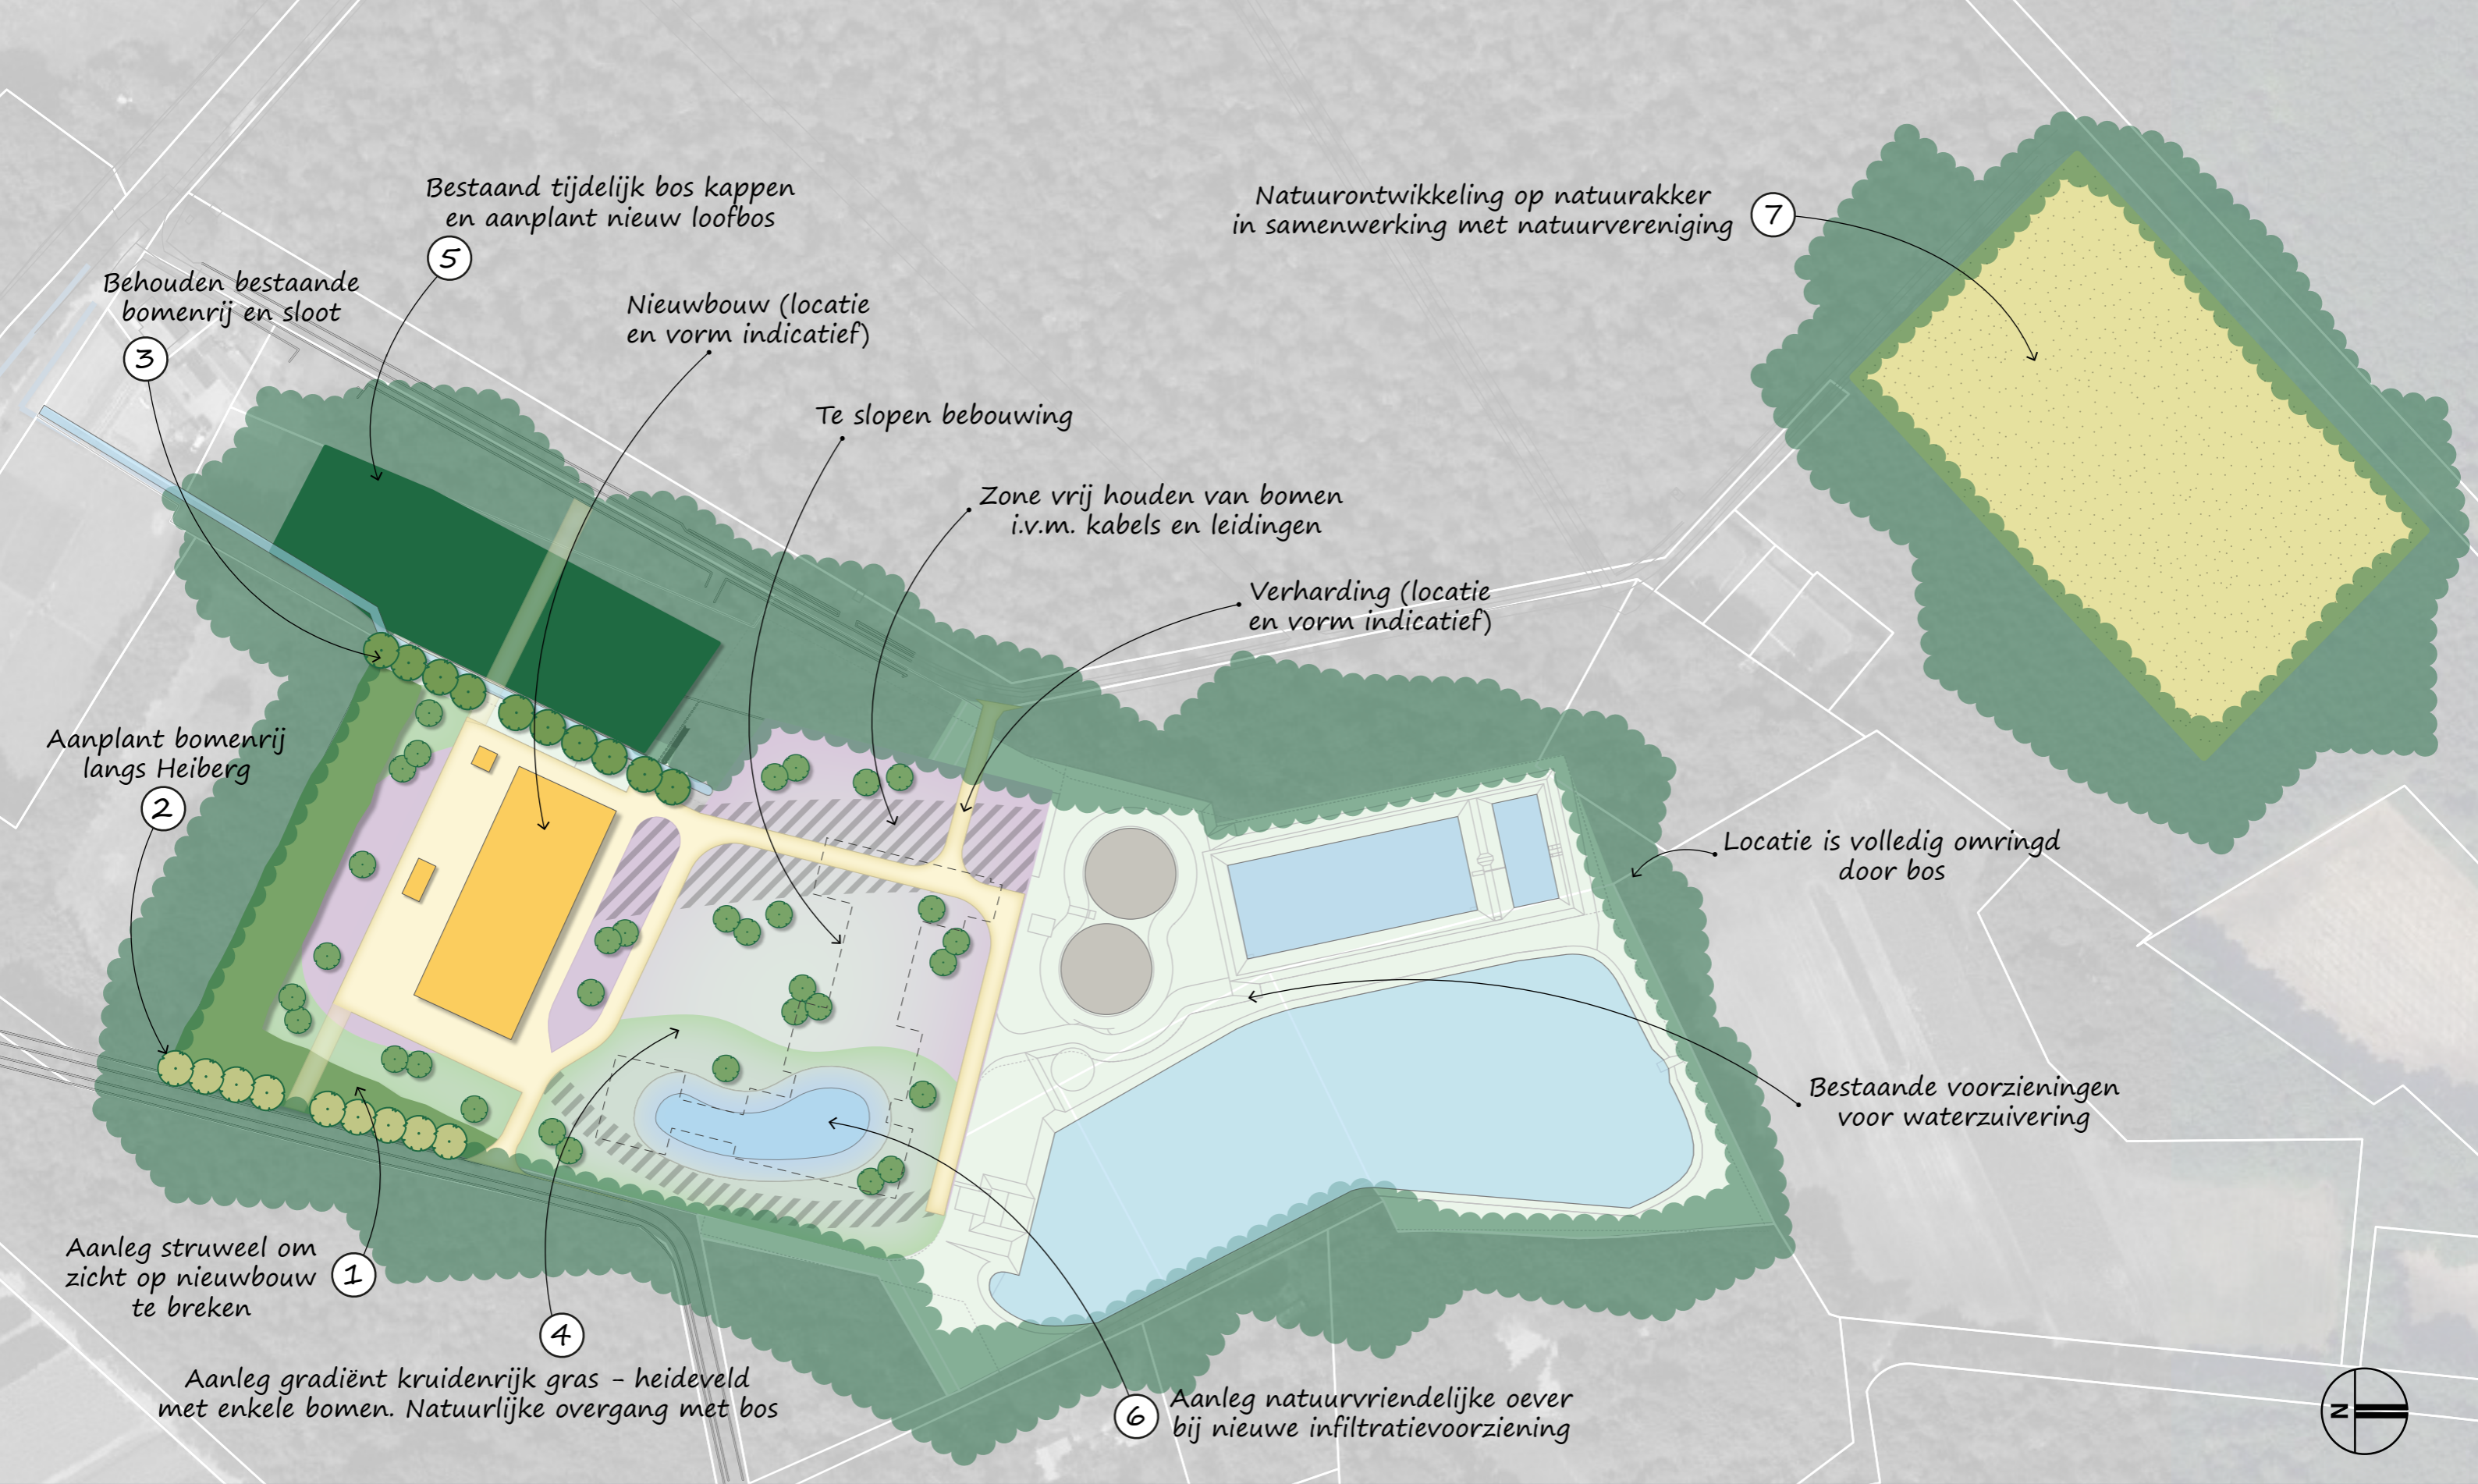 Bestaand tijdelijk bos kappen
en aanplant nieuw loofbos
5
Natuurontwikkeling op natuurakker
in samenwerking met natuurvereniging
7
Behouden bestaande
bomenrij en sloot
3
Nieuwbouw (locatie
en vorm indicatief)
Te slopen bebouwing
Zone vrij houden van bomen
i.v.m. kabels en leidingen
Verharding (locatie
en vorm indicatief)
Aanplant bomenrij
langs Heiberg
2
Locatie is volledig omringd
door bos
Bestaande voorzieningen
voor waterzuivering
Aanleg struweel om
zicht op nieuwbouw
te breken
1
4
Aanleg gradiënt kruidenrijk gras - heideveld
met enkele bomen. Natuurlijke overgang met bos
6
Aanleg natuurvriendelijke oever
bij nieuwe infiltratievoorziening
N